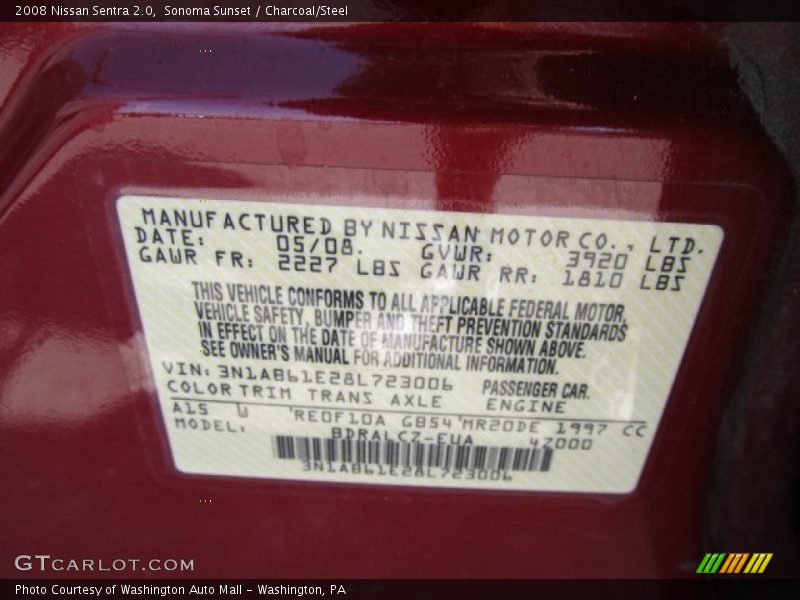 2008 Nissan Sentra 2.0, Sonoma Sunset / Charcoal/Steel
MANUFACTURED BY NISSAN MOTOR CO., LTD.
DATE: 05/08. GVWR: 3920 LBS
GAWR FR: 2227 LBS GAWR RR: 1810 LBS
THIS VEHICLE CONFORMS TO ALL APPLICABLE FEDERAL MOTOR
VEHICLE SAFETY, BUMPER AND THEFT PREVENTION STANDARDS
IN EFFECT ON THE DATE OF MANUFACTURE SHOWN ABOVE.
SEE OWNER'S MANUAL FOR ADDITIONAL INFORMATION.
VIN: 3N1AB61E28L723006 PASSENGER CAR.
COLOR TRIM TRANS AXLE ENGINE
A15 RE0F10A GB54 MR20DE 1997 CC
MODEL: BDRALCZ-EUA 4Z000
3N1AB61E28L723006
GTCARLOT.COM
Photo Courtesy of Washington Auto Mall - Washington, PA